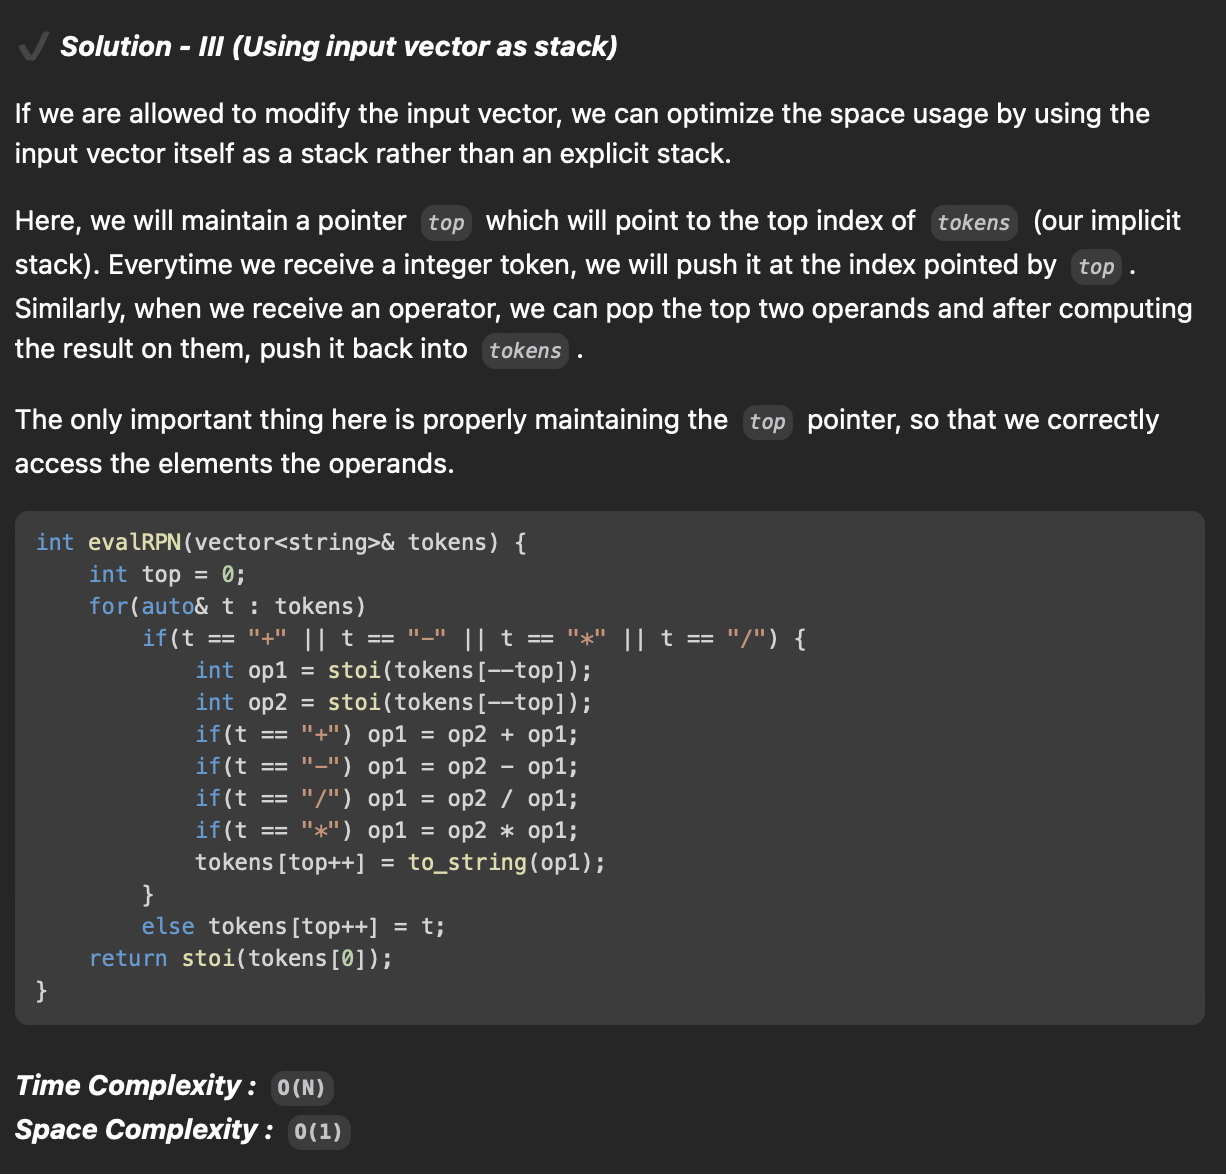 ✔ Solution - III (Using input vector as stack)
If we are allowed to modify the input vector, we can optimize the space usage by using the
input vector itself as a stack rather than an explicit stack.
Here, we will maintain a pointer top which will point to the top index of tokens (our implicit
stack). Everytime we receive a integer token, we will push it at the index pointed by top .
Similarly, when we receive an operator, we can pop the top two operands and after computing
the result on them, push it back into tokens .
The only important thing here is properly maintaining the top pointer, so that we correctly
access the elements the operands.
int evalRPN(vector<string>& tokens) {
    int top = 0;
    for(auto& t : tokens)
        if(t == "+" || t == "-" || t == "*" || t == "/") {
            int op1 = stoi(tokens[--top]);
            int op2 = stoi(tokens[--top]);
            if(t == "+") op1 = op2 + op1;
            if(t == "-") op1 = op2 - op1;
            if(t == "/") op1 = op2 / op1;
            if(t == "*") op1 = op2 * op1;
            tokens[top++] = to_string(op1);
        }
        else tokens[top++] = t;
    return stoi(tokens[0]);
}
Time Complexity : O(N)
Space Complexity : O(1)